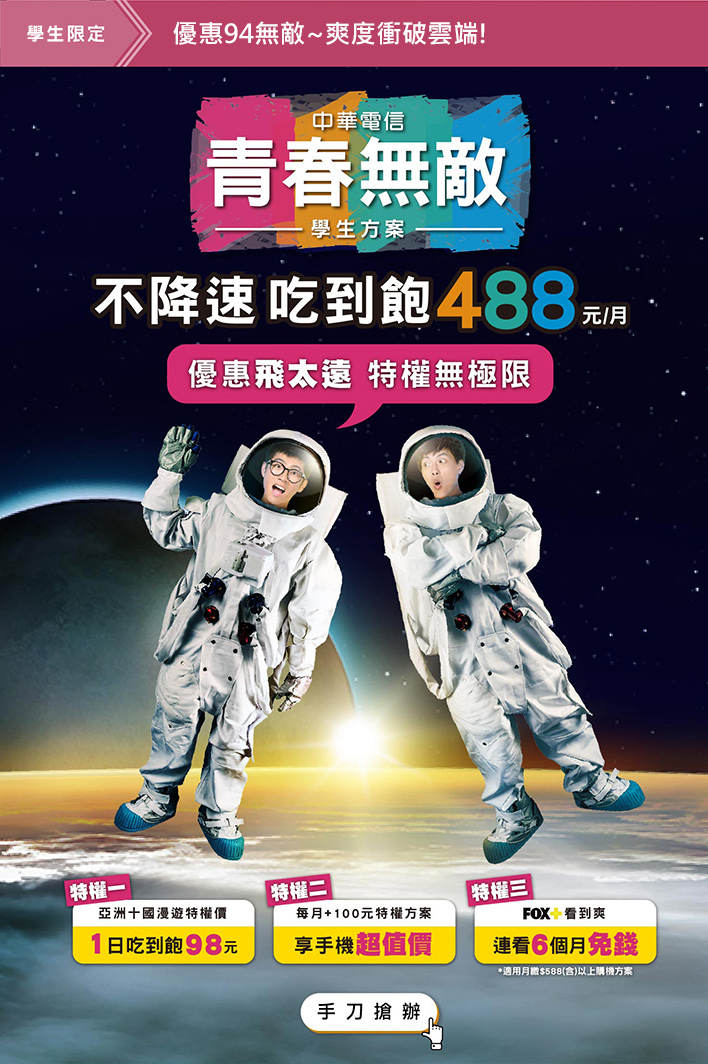 學生限定
優惠94無敵~爽度衝破雲端!
中華電信
青春無敵
學生方案
不降速 吃到飽488元/月
優惠飛太遠 特權無極限
特權一
亞洲十國漫遊特權價
1日吃到飽98元
特權二
每月+100元特權方案
享手機超值價
特權三
FOX+看到爽
連看6個月免錢
*適用月繳$588(含)以上購機方案
手刀搶辦